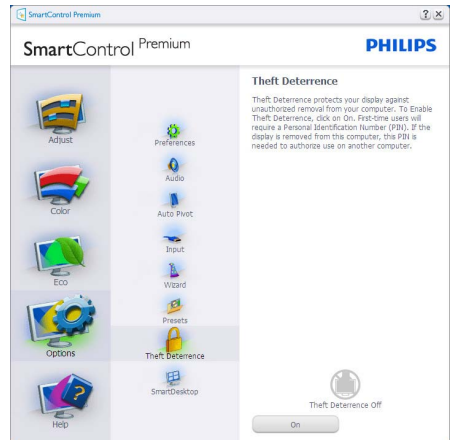 SmartControl Premium
SmartControl Premium
PHILIPS
Adjust
Color
Eco
Options
Help
Preferences
Audio
Auto Pivot
Input
Wizard
Presets
Theft Deterrence
SmartDesktop
Theft Deterrence
Theft Deterrence protects your display against
unauthorized removal from your computer. To Enable
Theft Deterrence, click on On. First-time users will
require a Personal Identification Number (PIN). If the
display is removed from this computer, this PIN is
needed to authorize use on another computer.
Theft Deterrence Off
On